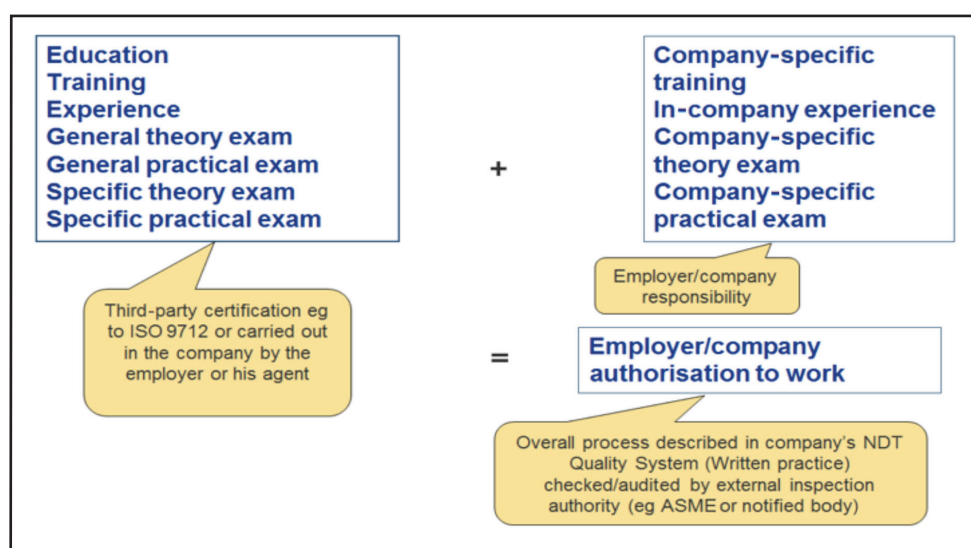 Education
Training
Experience
General theory exam
General practical exam
Specific theory exam
Specific practical exam
Third-party certification eg
to ISO 9712 or carried out
in the company by the
employer or his agent
+
Company-specific
training
In-company experience
Company-specific
theory exam
Company-specific
practical exam
Employer/company
responsibility
=
Employer/company
authorisation to work
Overall process described in company's NDT
Quality System (Written practice)
checked/audited by external inspection
authority (eg ASME or notified body)